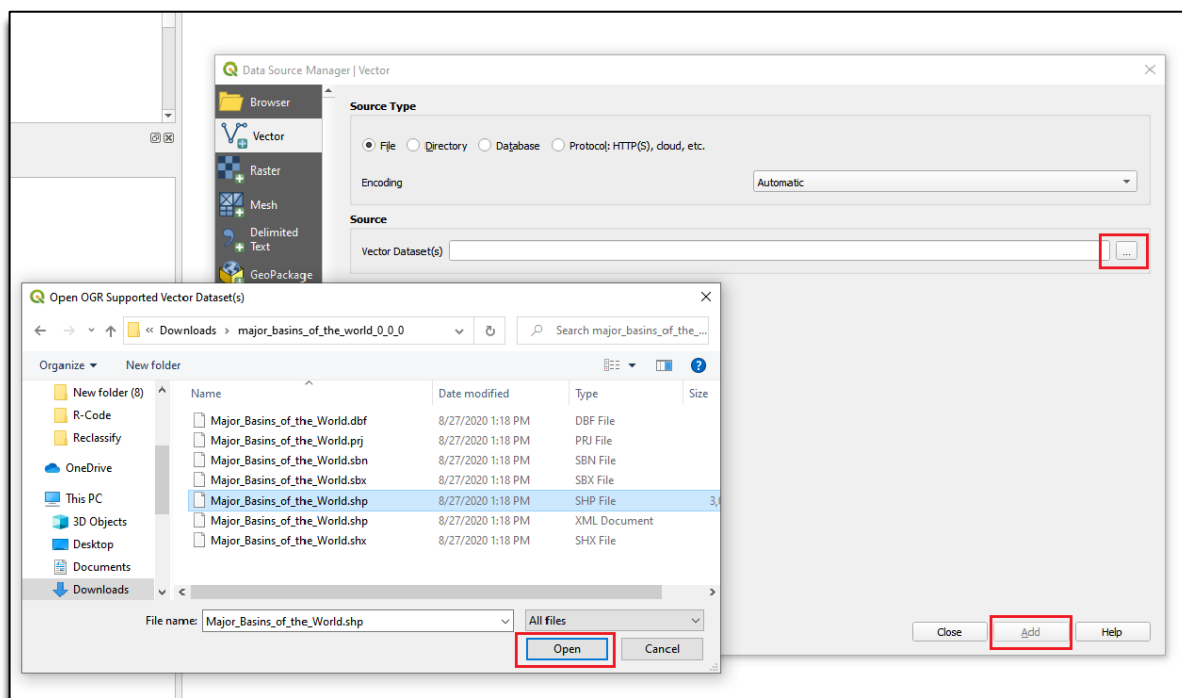 Data Source Manager | Vector
Browser
Vector
Raster
Mesh
Delimited
Text
GeoPackage
Source Type
File Directory Database Protocol: HTTP(S), cloud, etc.
Encoding Automatic
Source
Vector Dataset(s) ...
Open OGR Supported Vector Dataset(s)
« Downloads › major_basins_of_the_world_0_0_0 Search major_basins_of_the_...
Organize New folder
New folder (8)
R-Code
Reclassify
OneDrive
This PC
3D Objects
Desktop
Documents
Downloads
Name Date modified Type Size
Major_Basins_of_the_World.dbf 8/27/2020 1:18 PM DBF File
Major_Basins_of_the_World.prj 8/27/2020 1:18 PM PRJ File
Major_Basins_of_the_World.sbn 8/27/2020 1:18 PM SBN File
Major_Basins_of_the_World.sbx 8/27/2020 1:18 PM SBX File
Major_Basins_of_the_World.shp 8/27/2020 1:18 PM SHP File
Major_Basins_of_the_World.shp 8/27/2020 1:18 PM XML Document
Major_Basins_of_the_World.shx 8/27/2020 1:18 PM SHX File
File name: Major_Basins_of_the_World.shp All files
Open Cancel
Close Add Help